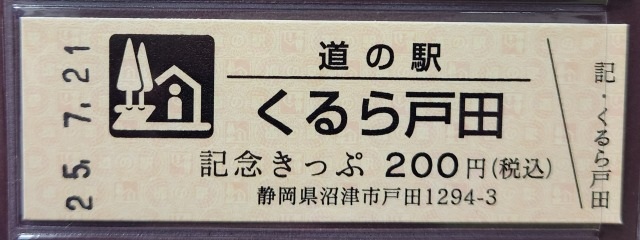 25.7.21
道の駅
くるら戸田
記念きっぷ 200円(税込)
静岡県沼津市戸田1294-3
記・くるら戸田